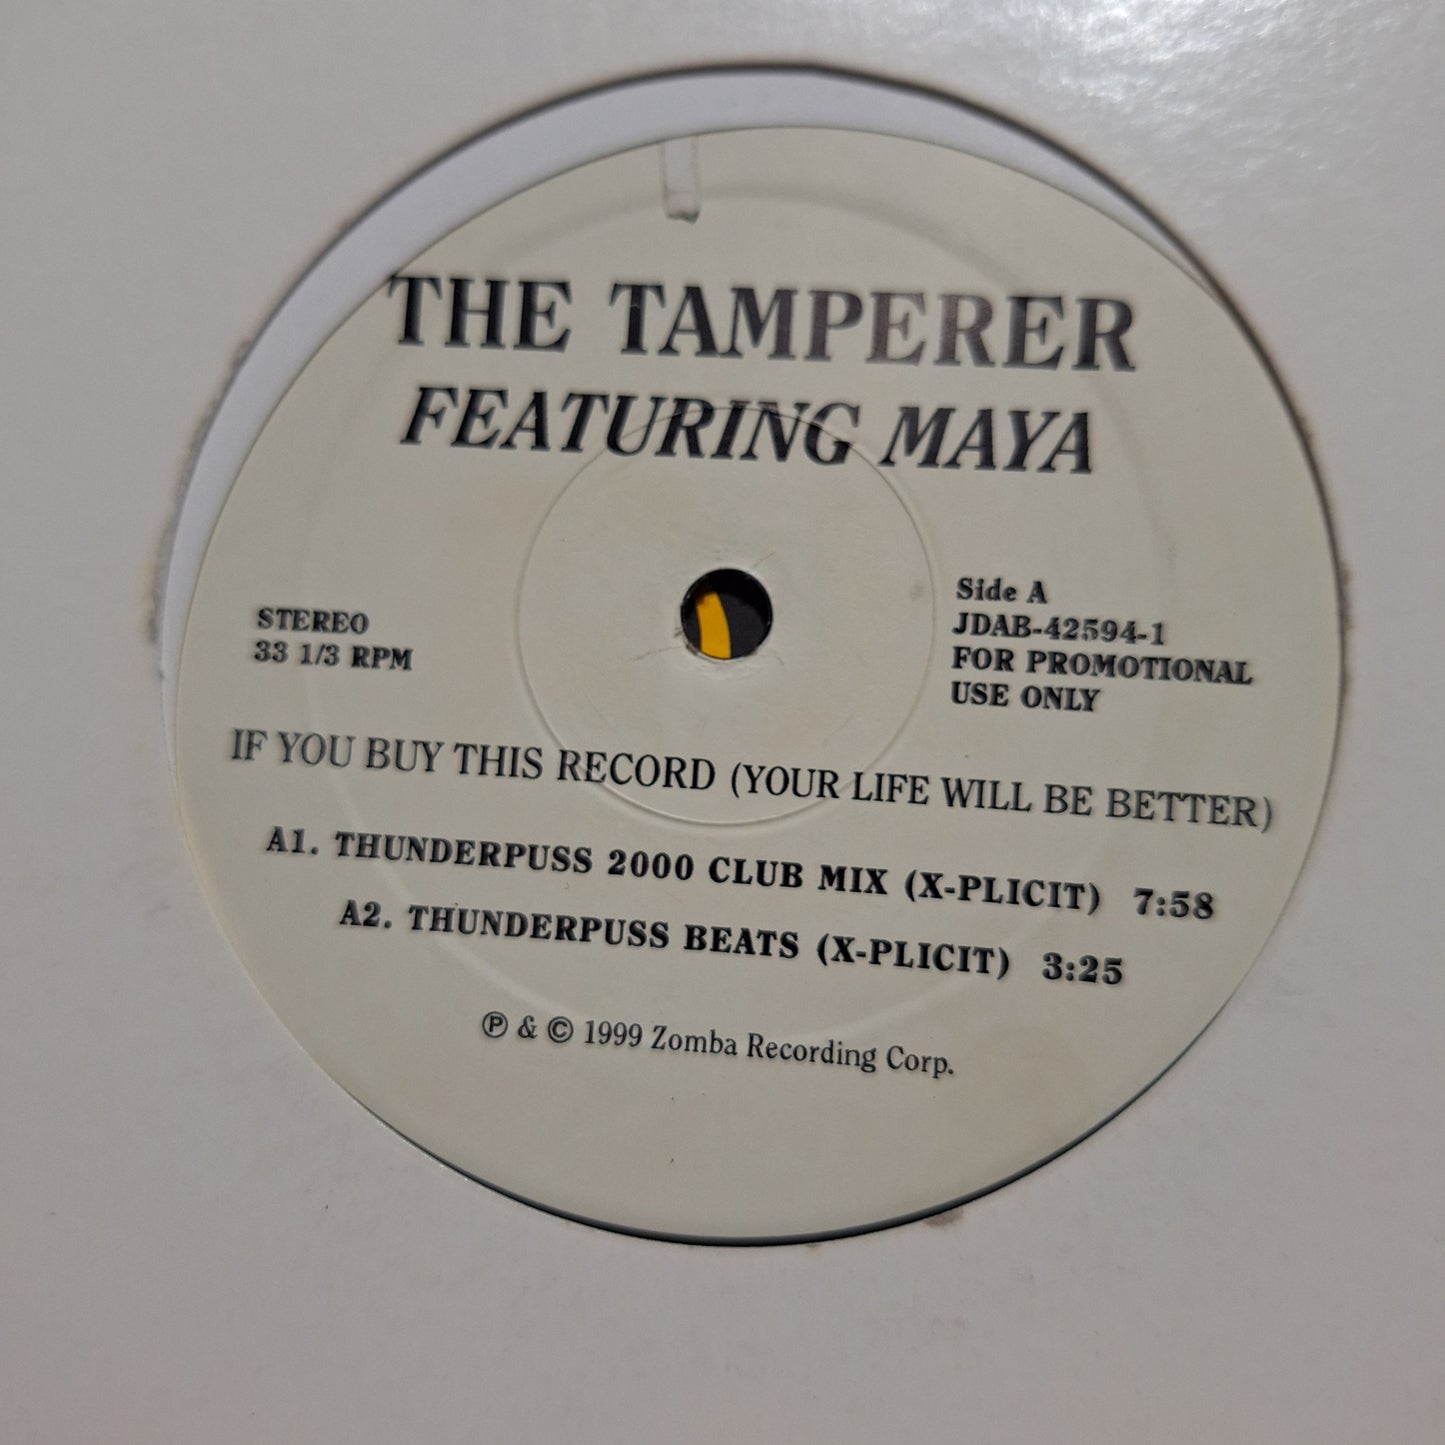 THE TAMPERER
FEATURING MAYA
STEREO
33 1/3 RPM
Side A
JDAB-42594-1
FOR PROMOTIONAL
USE ONLY
IF YOU BUY THIS RECORD (YOUR LIFE WILL BE BETTER)
A1. THUNDERPUSS 2000 CLUB MIX (X-PLICIT) 7:58
A2. THUNDERPUSS BEATS (X-PLICIT) 3:25
℗ & © 1999 Zomba Recording Corp.